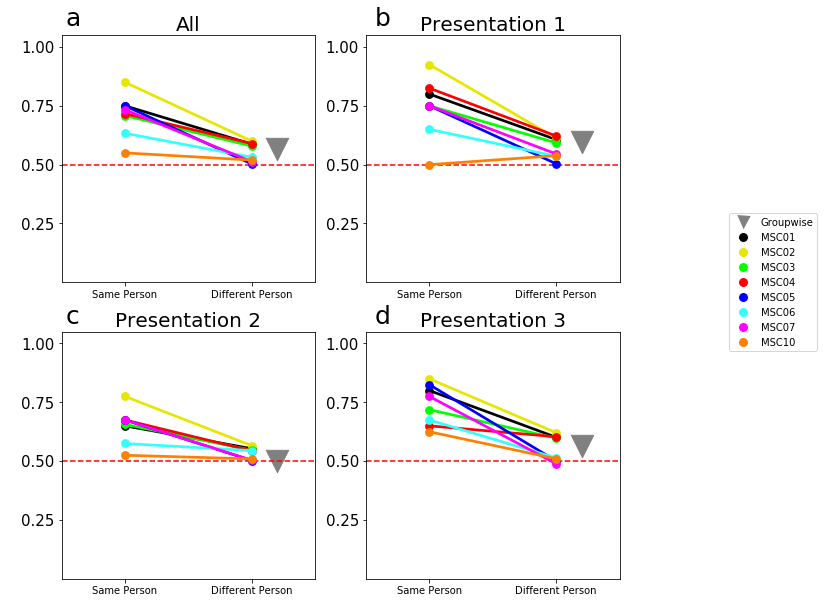 a All
1.00
0.75
0.50
0.25
Same Person Different Person
b Presentation 1
1.00
0.75
0.50
0.25
Same Person Different Person
c Presentation 2
1.00
0.75
0.50
0.25
Same Person Different Person
d Presentation 3
1.00
0.75
0.50
0.25
Same Person Different Person
Groupwise
MSC01
MSC02
MSC03
MSC04
MSC05
MSC06
MSC07
MSC10